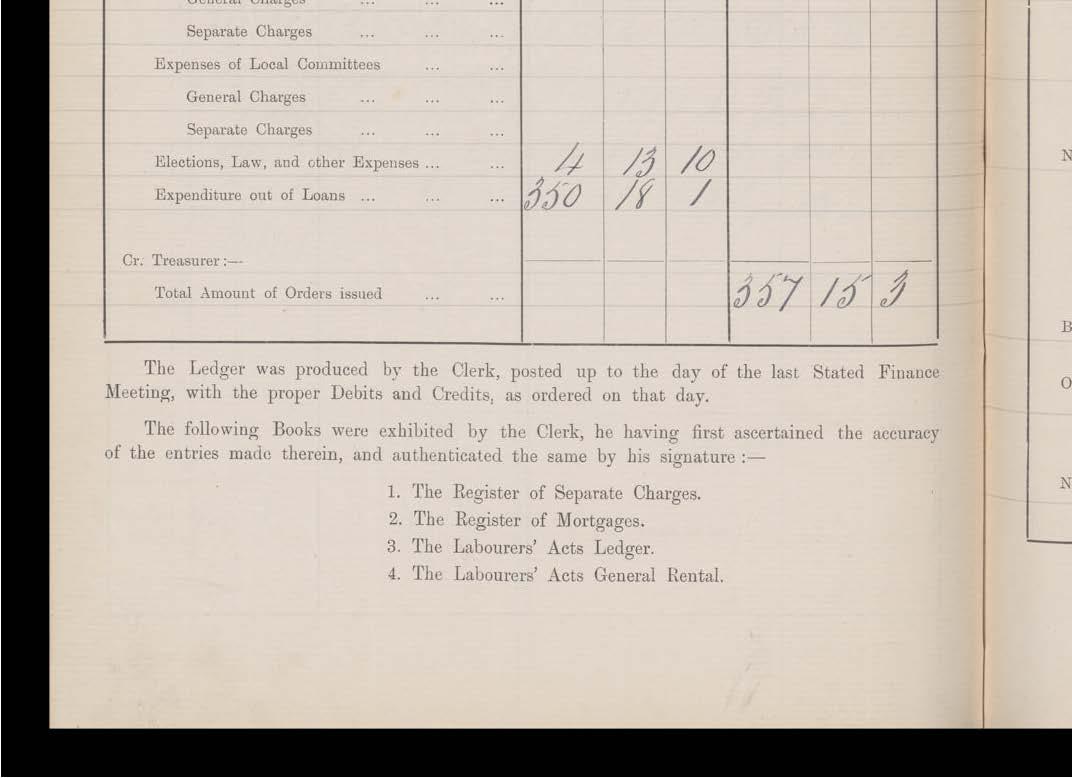 General Charges ... ... ...
Separate Charges ... ... ...
Expenses of Local Committees ... ...
General Charges ... ... ...
Separate Charges ... ... ...
Elections, Law, and other Expenses ... ... 4 13 10
Expenditure out of Loans ... ... ... 350 18 1
Cr. Treasurer :—
Total Amount of Orders issued ... ... 357 15 3
The Ledger was produced by the Clerk, posted up to the day of the last Stated Finance
Meeting, with the proper Debits and Credits, as ordered on that day.
The following Books were exhibited by the Clerk, he having first ascertained the accuracy
of the entries made therein, and authenticated the same by his signature :—
1. The Register of Separate Charges.
2. The Register of Mortgages.
3. The Labourers' Acts Ledger.
4. The Labourers' Acts General Rental.
N
B
O
N